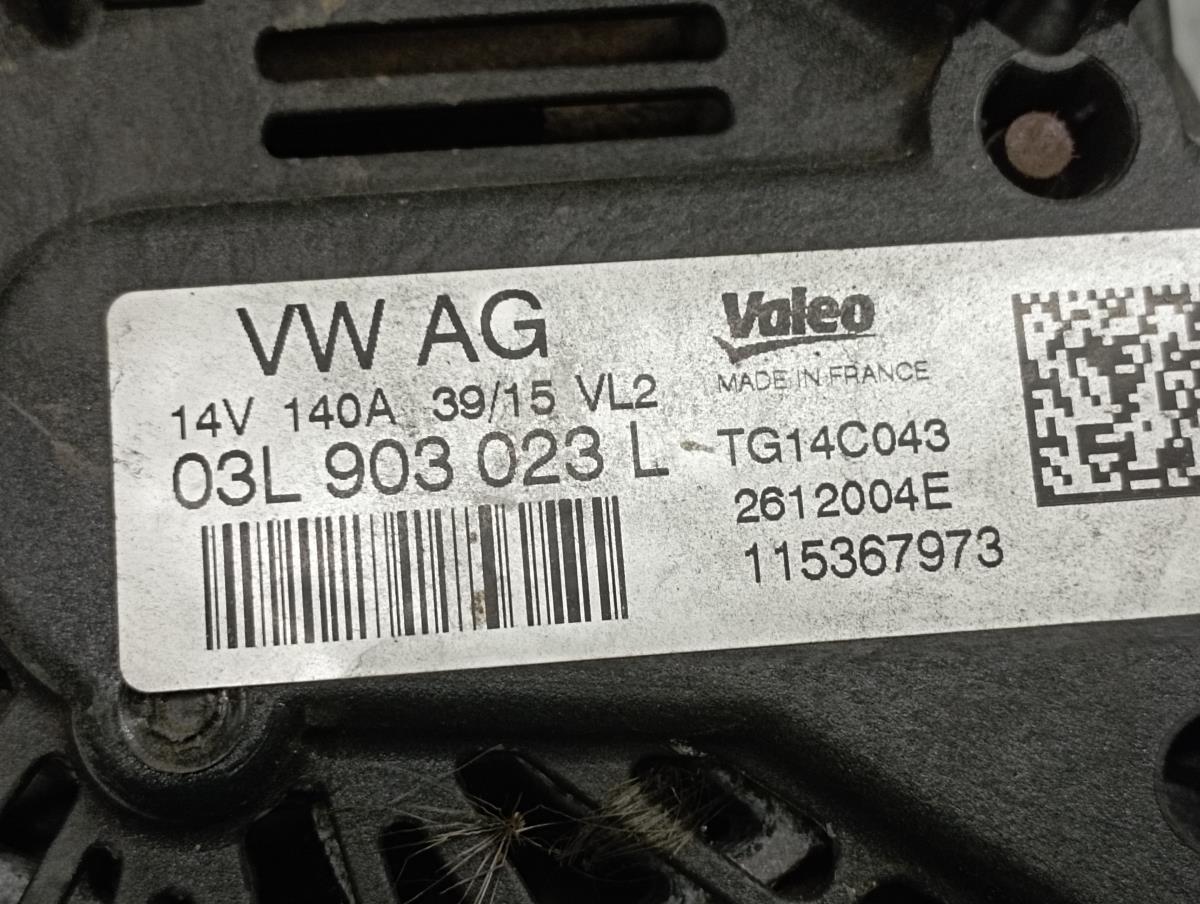 VW AG
14V 140A 39/15 VL2
03L 903 023 L
Valeo
MADE IN FRANCE
TG14C043
2612004E
115367973